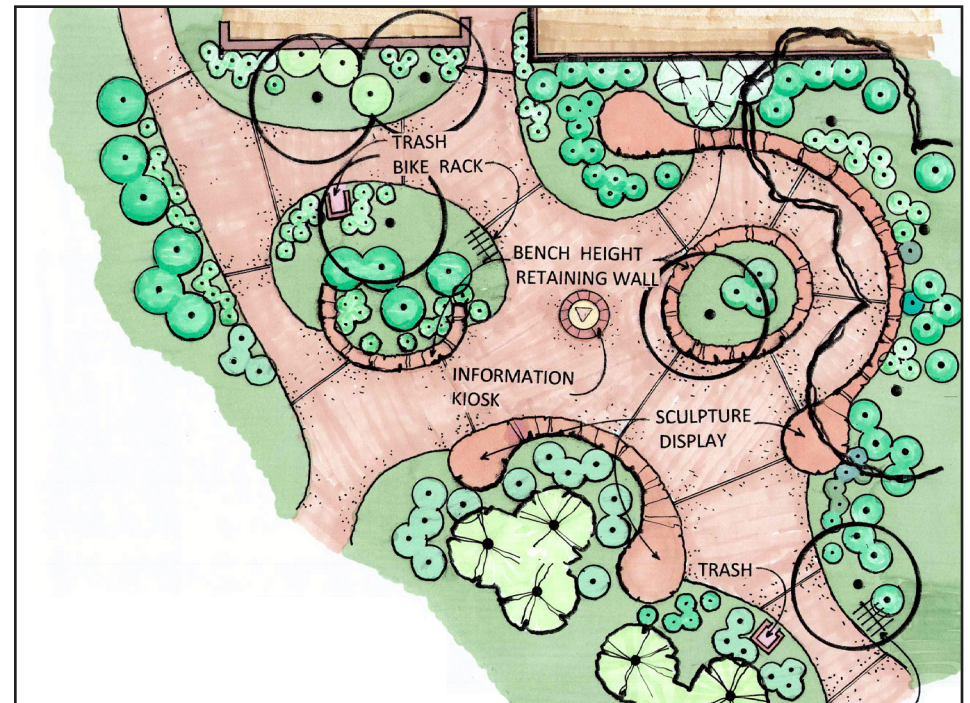 TRASH
BIKE RACK
BENCH HEIGHT
RETAINING WALL
INFORMATION
KIOSK
SCULPTURE
DISPLAY
TRASH